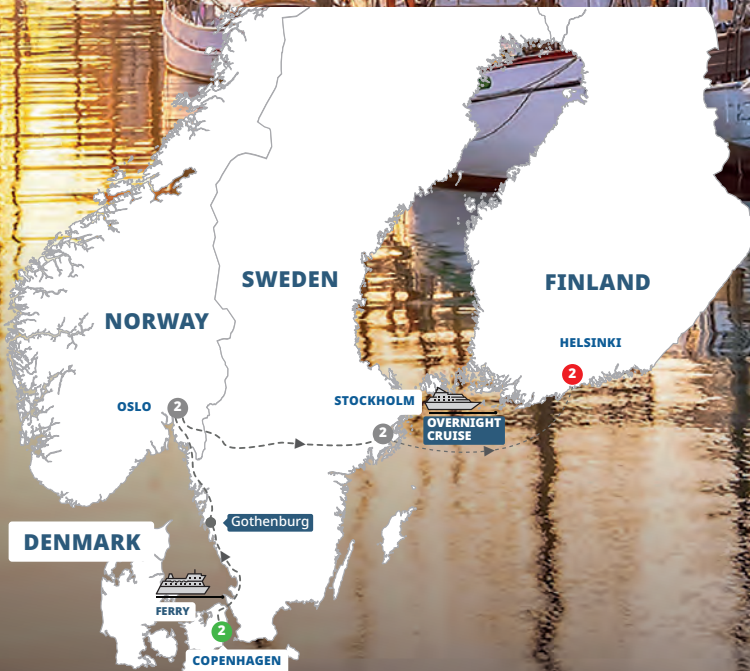 SWEDEN
FINLAND
NORWAY
HELSINKI
2
OSLO
2
STOCKHOLM
2
OVERNIGHT
CRUISE
Gothenburg
DENMARK
FERRY
2
COPENHAGEN